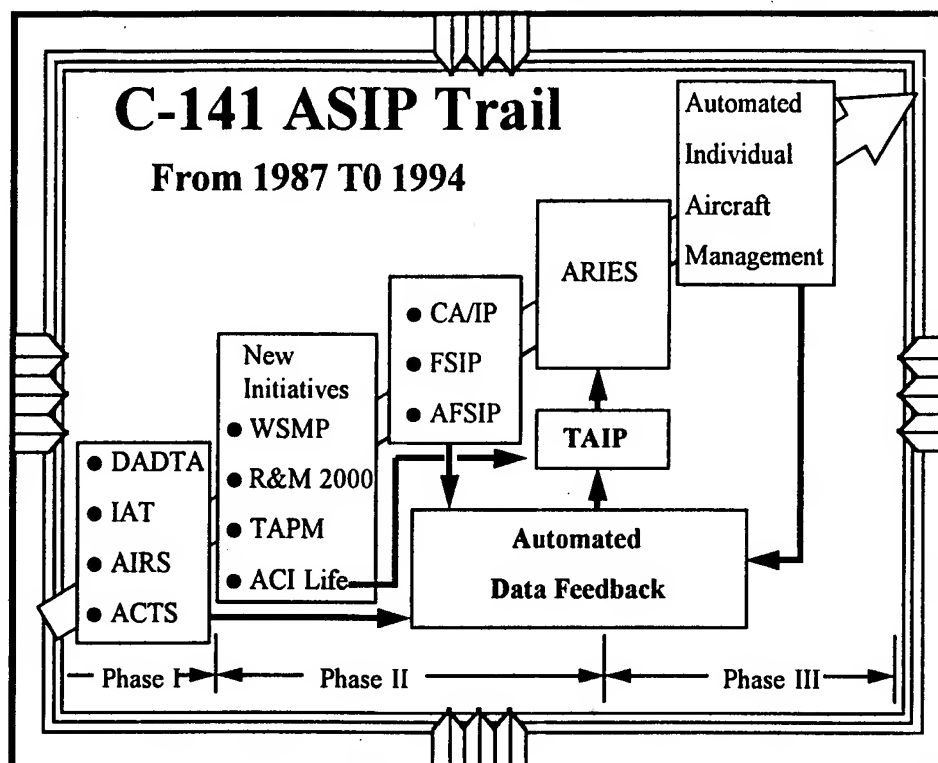 C-141 ASIP Trail
From 1987 T0 1994
Automated
Individual
Aircraft
Management
ARIES
● CA/IP
● FSIP
● AFSIP
New
Initiatives
● WSMP
● R&M 2000
● TAPM
● ACI Life
● DADTA
● IAT
● AIRS
● ACTS
TAIP
Automated
Data Feedback
Phase I
Phase II
Phase III